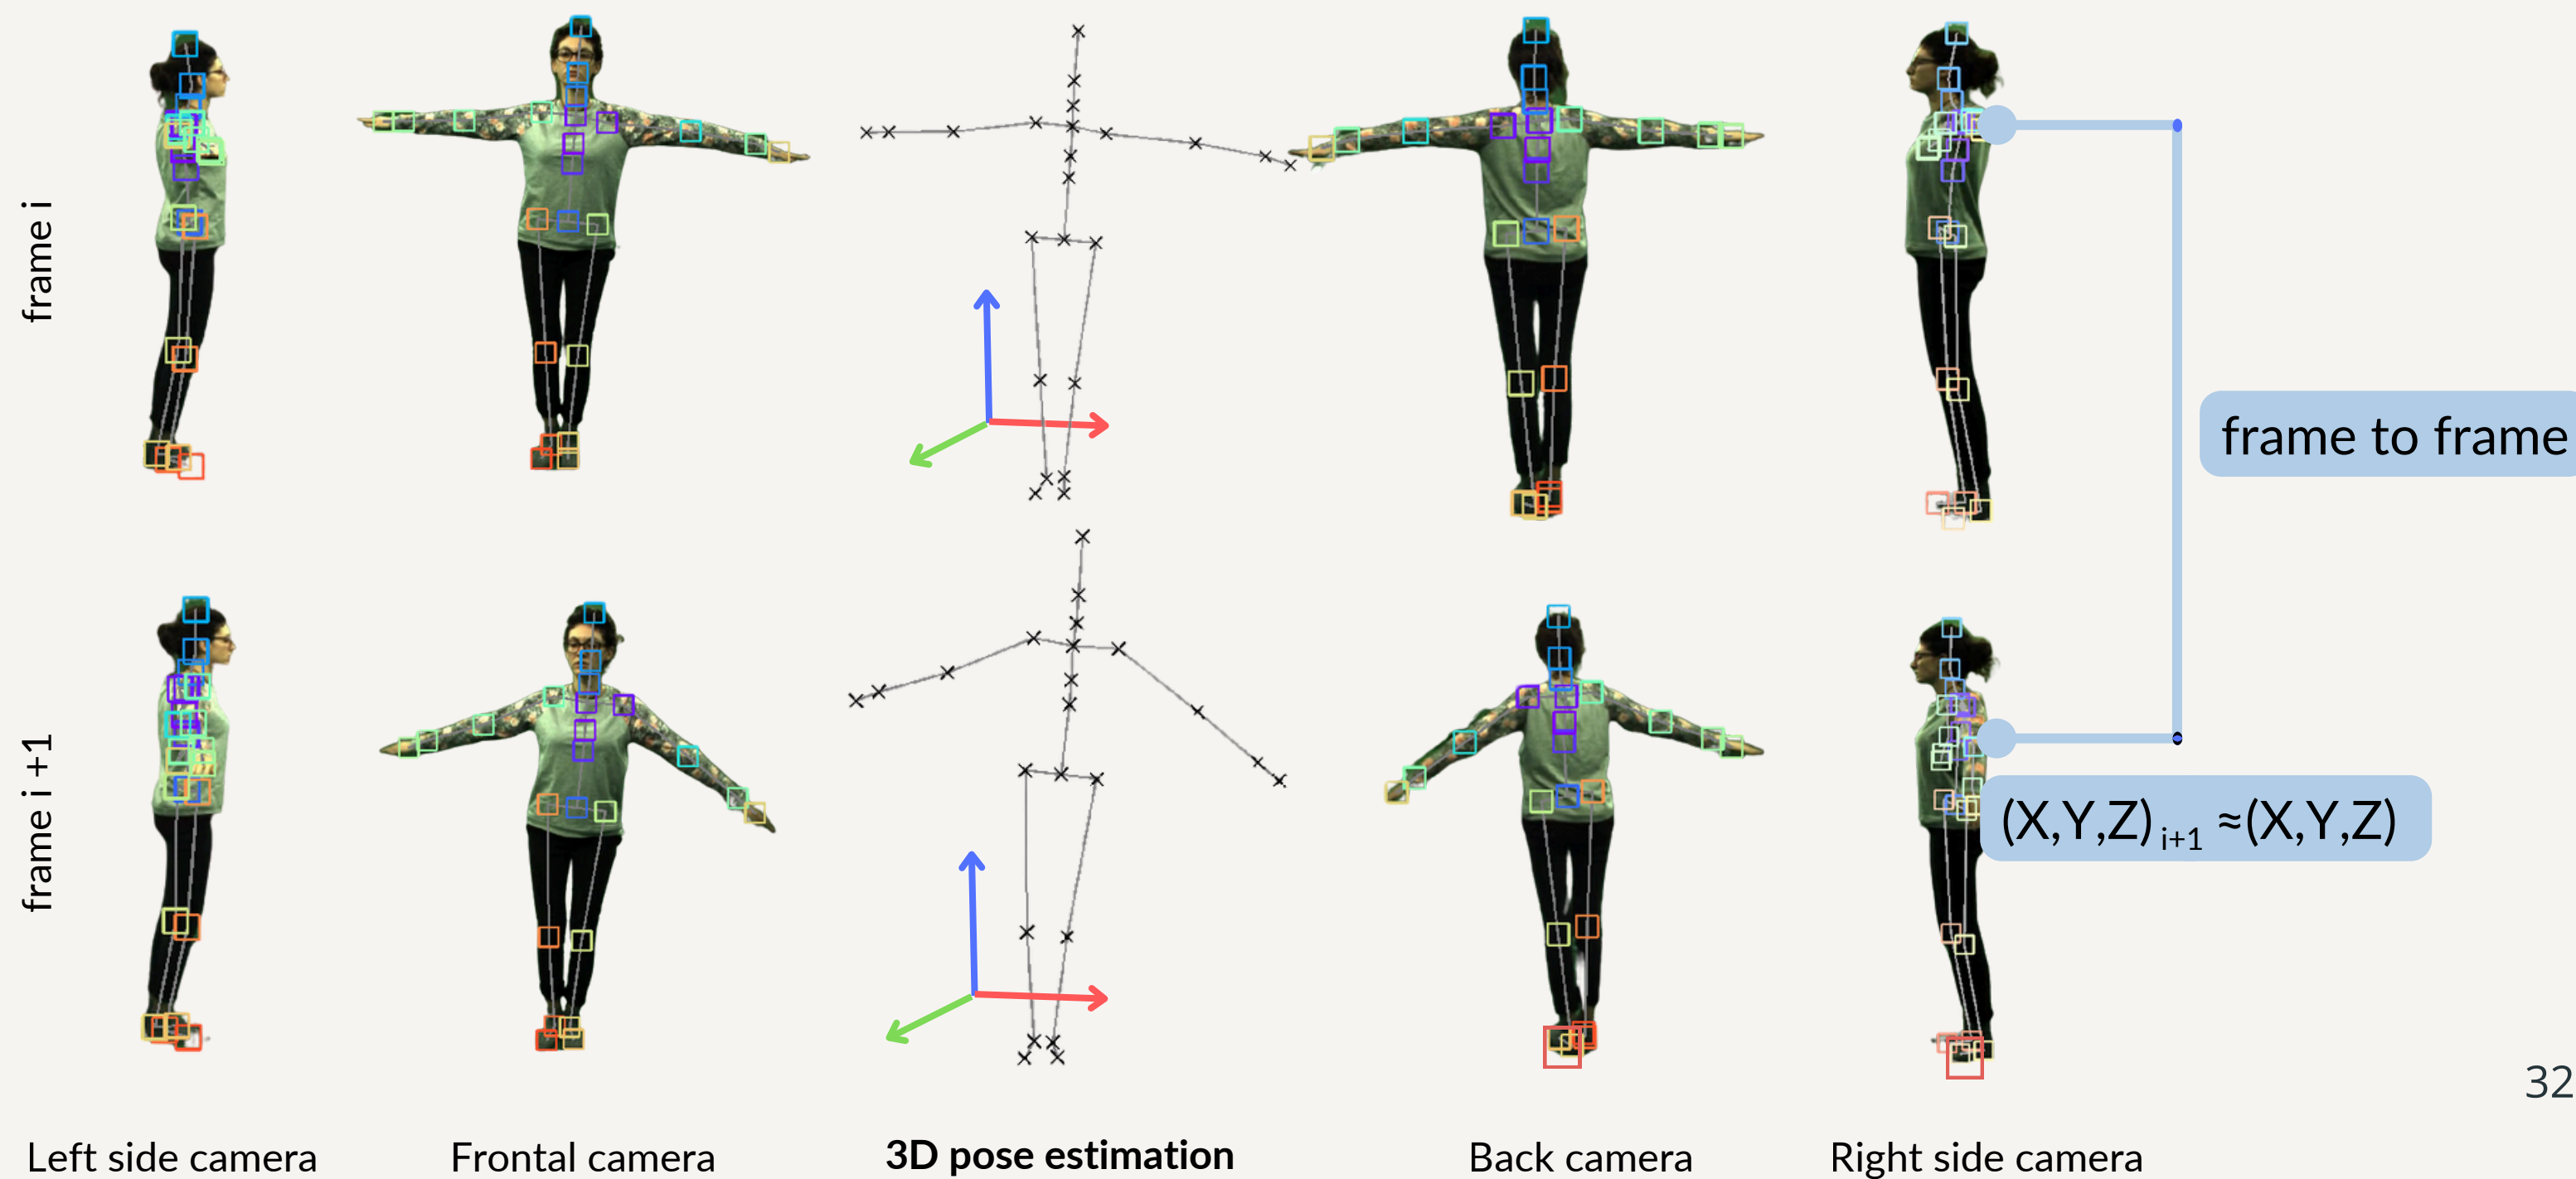 frame i
frame to frame
frame i +1
(X,Y,Z) i+1 ≈(X,Y,Z)
32
Left side camera
Frontal camera
3D pose estimation
Back camera
Right side camera